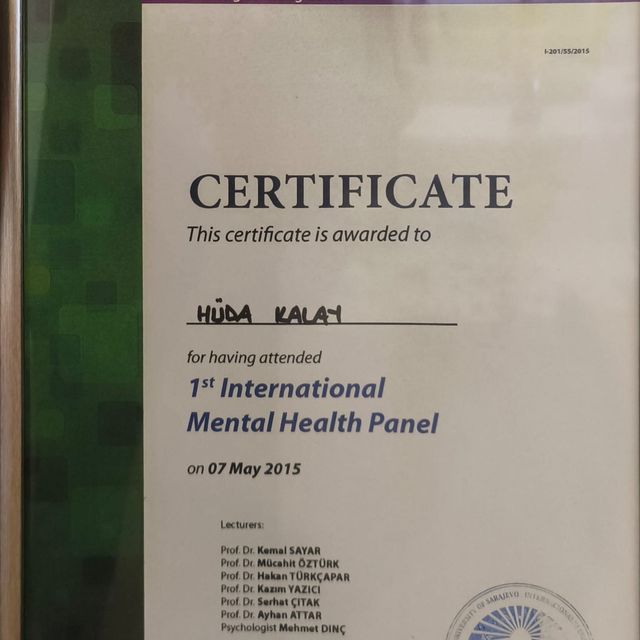 I-201/55/2015
CERTIFICATE
This certificate is awarded to
HÜDA KALAY
for having attended
1st International
Mental Health Panel
on 07 May 2015
Lecturers:
Prof. Dr. Kemal SAYAR
Prof. Dr. Mücahit ÖZTÜRK
Prof. Dr. Hakan TÜRKÇAPAR
Prof. Dr. Kazım YAZICI
Prof. Dr. Serhat ÇITAK
Prof. Dr. Ayhan ATTAR
Psychologist Mehmet DINÇ
OF SARAJEVO